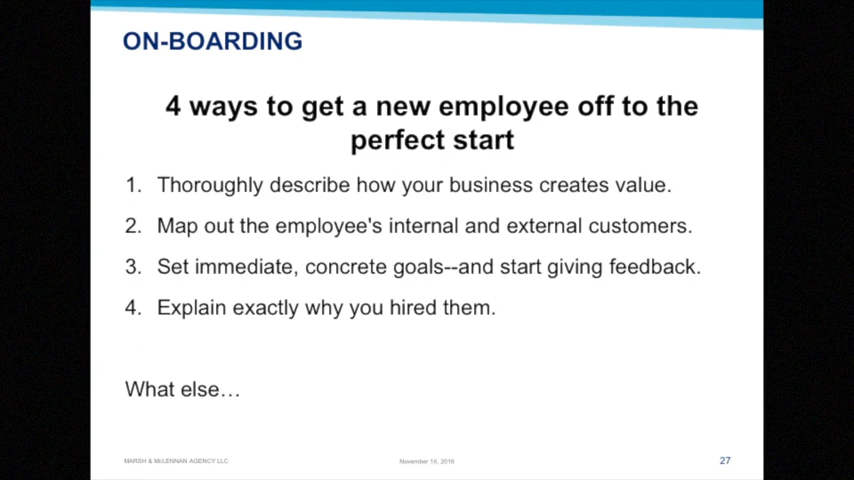 ON-BOARDING
4 ways to get a new employee off to the
perfect start
1. Thoroughly describe how your business creates value.
2. Map out the employee's internal and external customers.
3. Set immediate, concrete goals--and start giving feedback.
4. Explain exactly why you hired them.
What else…
MARSH & McLENNAN AGENCY LLC
November 16, 2016
27